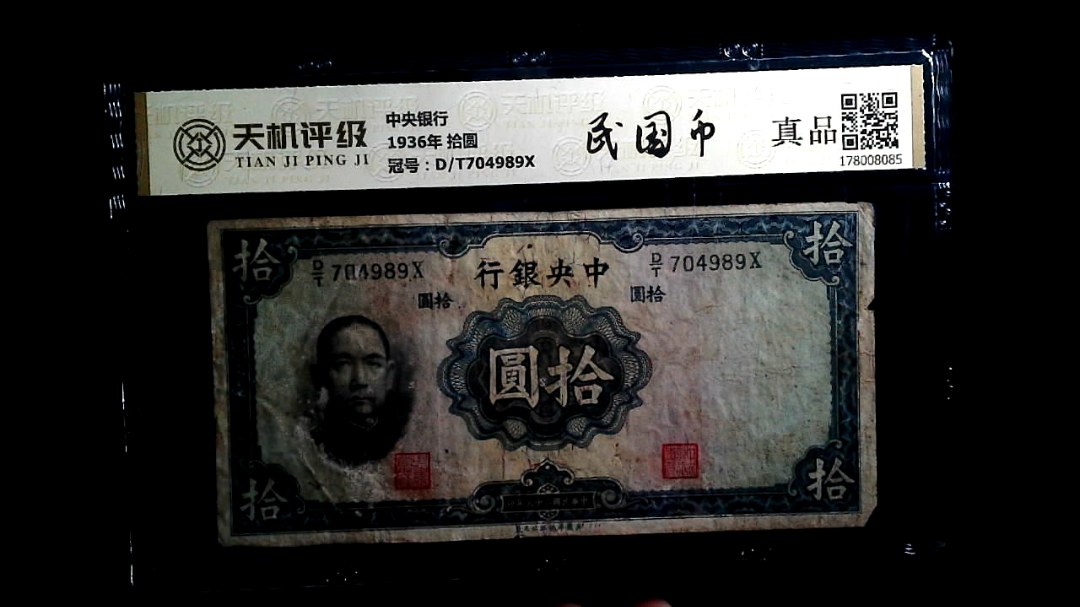 天机评级
TIAN JI PING JI
中央银行
1936年 拾圆
冠号：D/T704989X
民国币
真品
178008085
拾
拾
D/T 704989X
行銀央中
D/T 704989X
圓拾
圓拾
圓拾
拾
拾